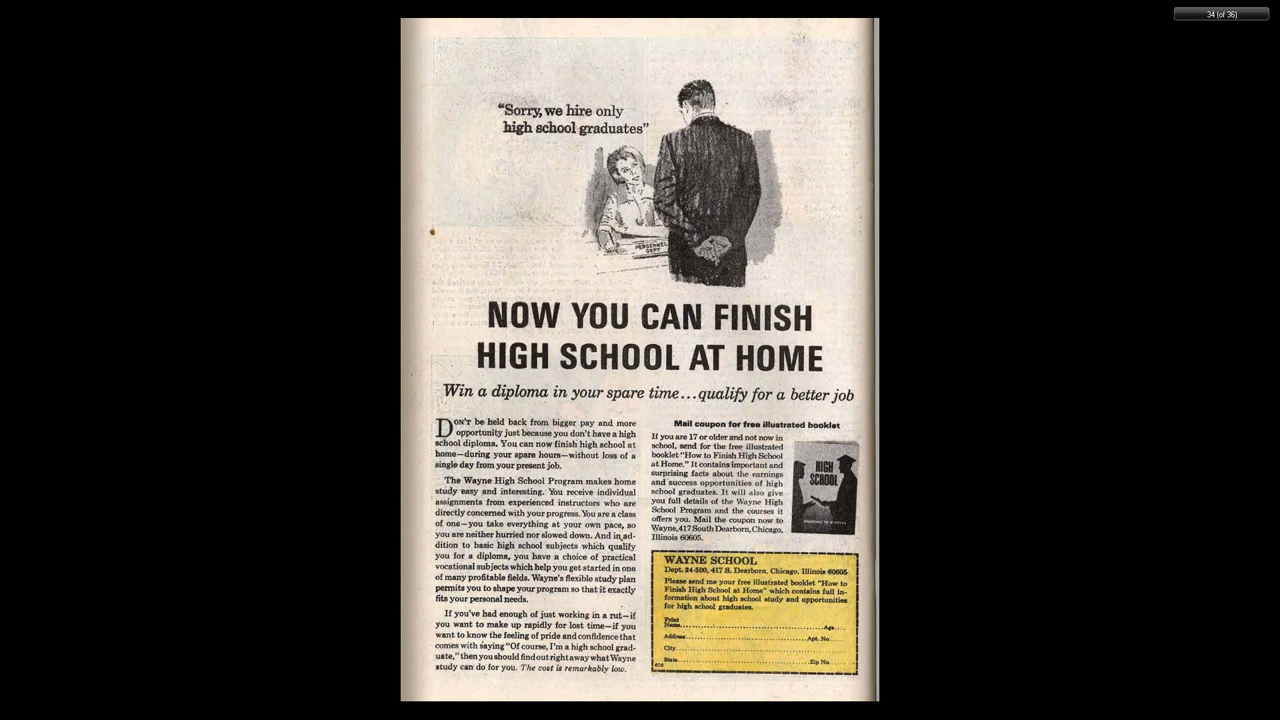 34 (of 36)
"Sorry, we hire only
high school graduates"
PERSONNEL
DEPT
NOW YOU CAN FINISH
HIGH SCHOOL AT HOME
Win a diploma in your spare time...qualify for a better job
DON'T be held back from bigger pay and more
opportunity just because you don't have a high
school diploma. You can now finish high school at
home—during your spare hours—without loss of a
single day from your present job.
The Wayne High School Program makes home
study easy and interesting. You receive individual
assignments from experienced instructors who are
directly concerned with your progress. You are a class
of one—you take everything at your own pace, so
you are neither hurried nor slowed down. And in ad-
dition to basic high school subjects which qualify
you for a diploma, you have a choice of practical
vocational subjects which help you get started in one
of many profitable fields. Wayne's flexible study plan
permits you to shape your program so that it exactly
fits your personal needs.
If you've had enough of just working in a rut—if
you want to make up rapidly for lost time—if you
want to know the feeling of pride and confidence that
comes with saying "Of course, I'm a high school grad-
uate," then you should find out right away what Wayne
study can do for you. The cost is remarkably low.
Mail coupon for free illustrated booklet
If you are 17 or older and not now in
school, send for the free illustrated
booklet "How to Finish High School
at Home." It contains important and
surprising facts about the earnings
and success opportunities of high
school graduates. It will also give
you full details of the Wayne High
School Program and the courses it
offers you. Mail the coupon now to
Wayne, 417 South Dearborn, Chicago,
Illinois 60605.
HIGH
SCHOOL
WAYNE SCHOOL
Dept. 24-500, 417 S. Dearborn, Chicago, Illinois 60605
Please send me your free illustrated booklet "How to
Finish High School at Home" which contains full in-
formation about high school study and opportunities
for high school graduates.
Print
Name Age
Address Apt. No.
City
State Zip No.